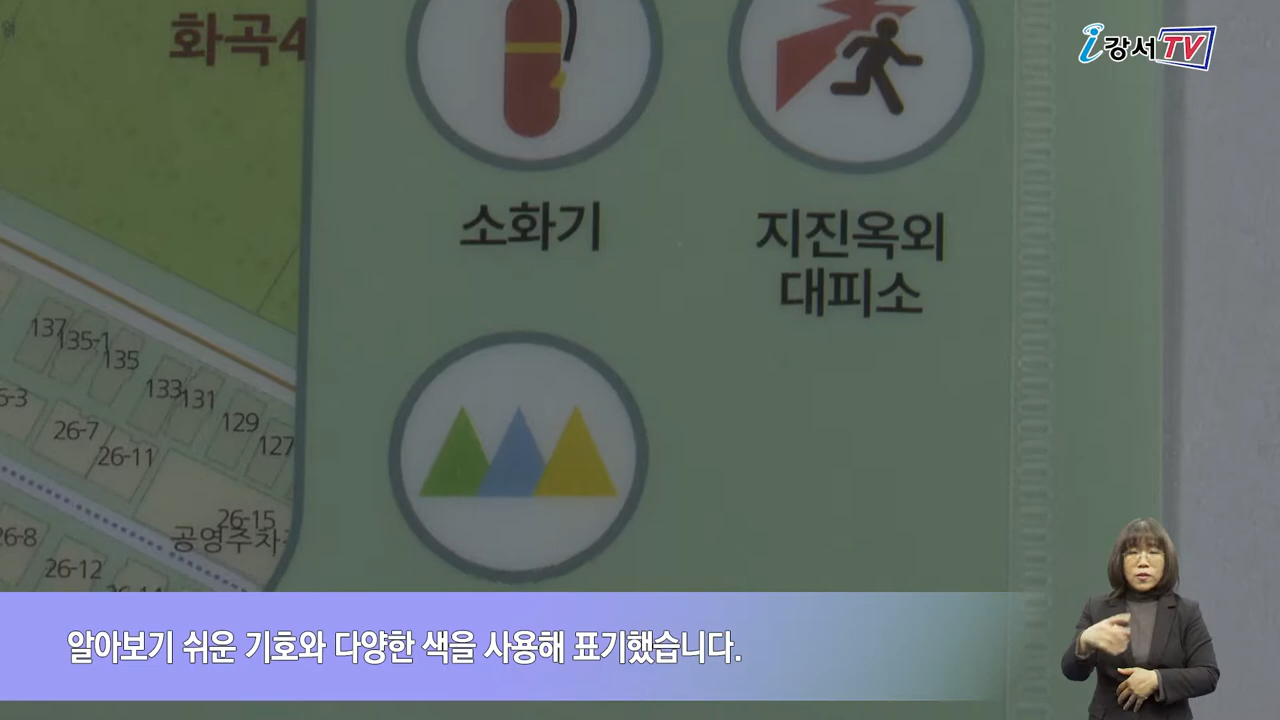 화곡4
i강서TV
소화기
지진옥외
대피소
137
135-1
135
133
131
129
127
26-7
26-11
26-15
공영주차
26-8
26-12
알아보기 쉬운 기호와 다양한 색을 사용해 표기했습니다.